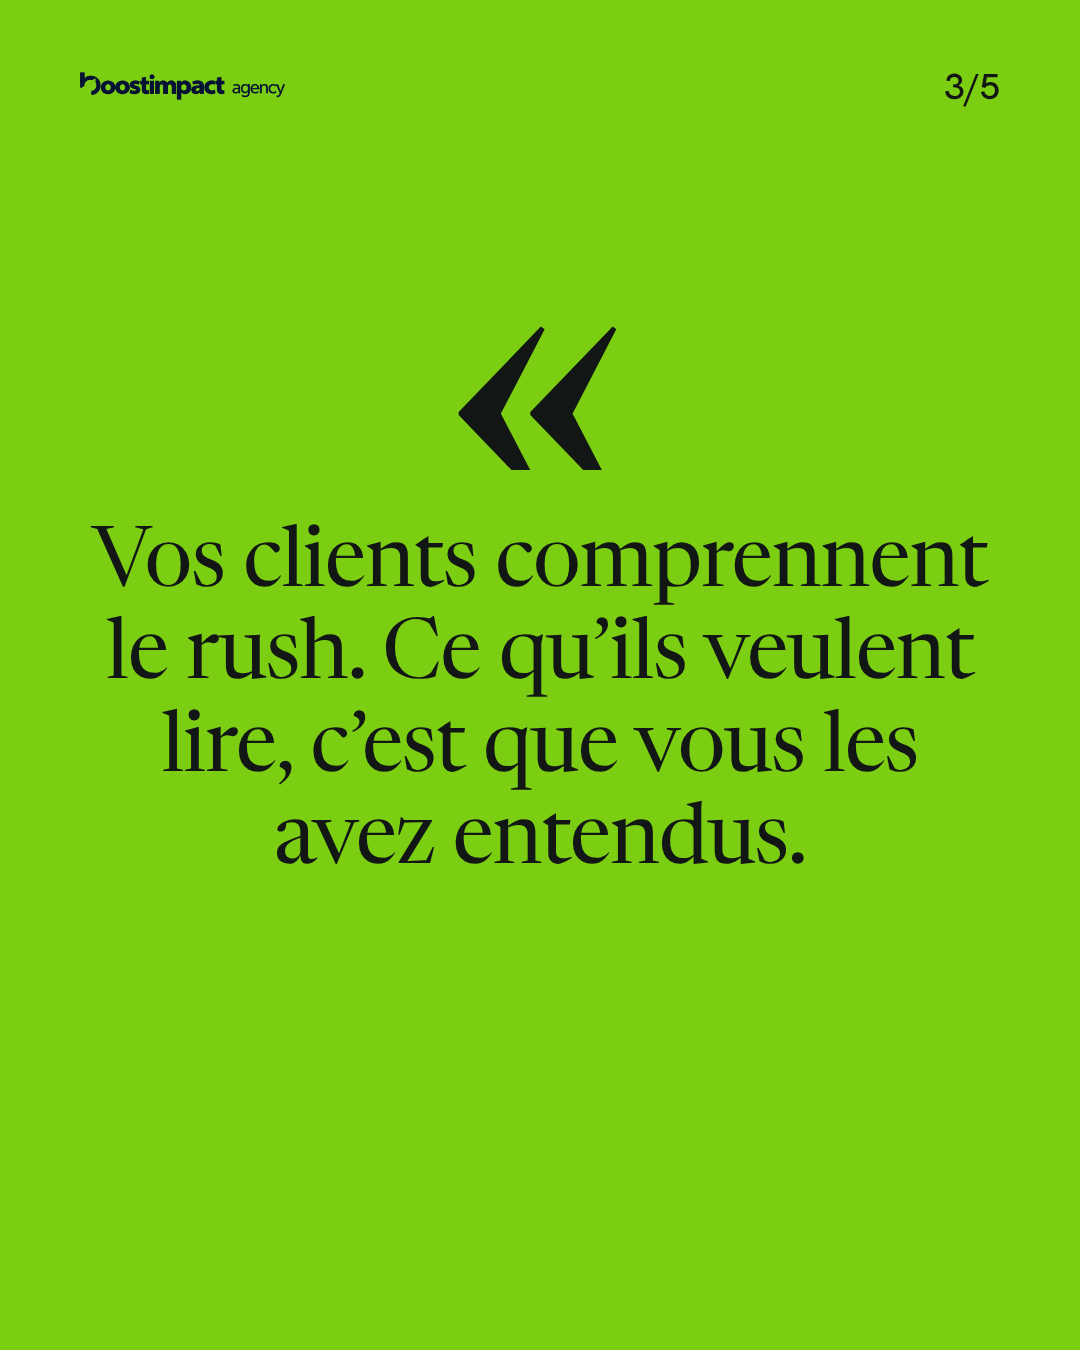 boostimpact agency
3/5
«
Vos clients comprennent
le rush. Ce qu’ils veulent
lire, c’est que vous les
avez entendus.